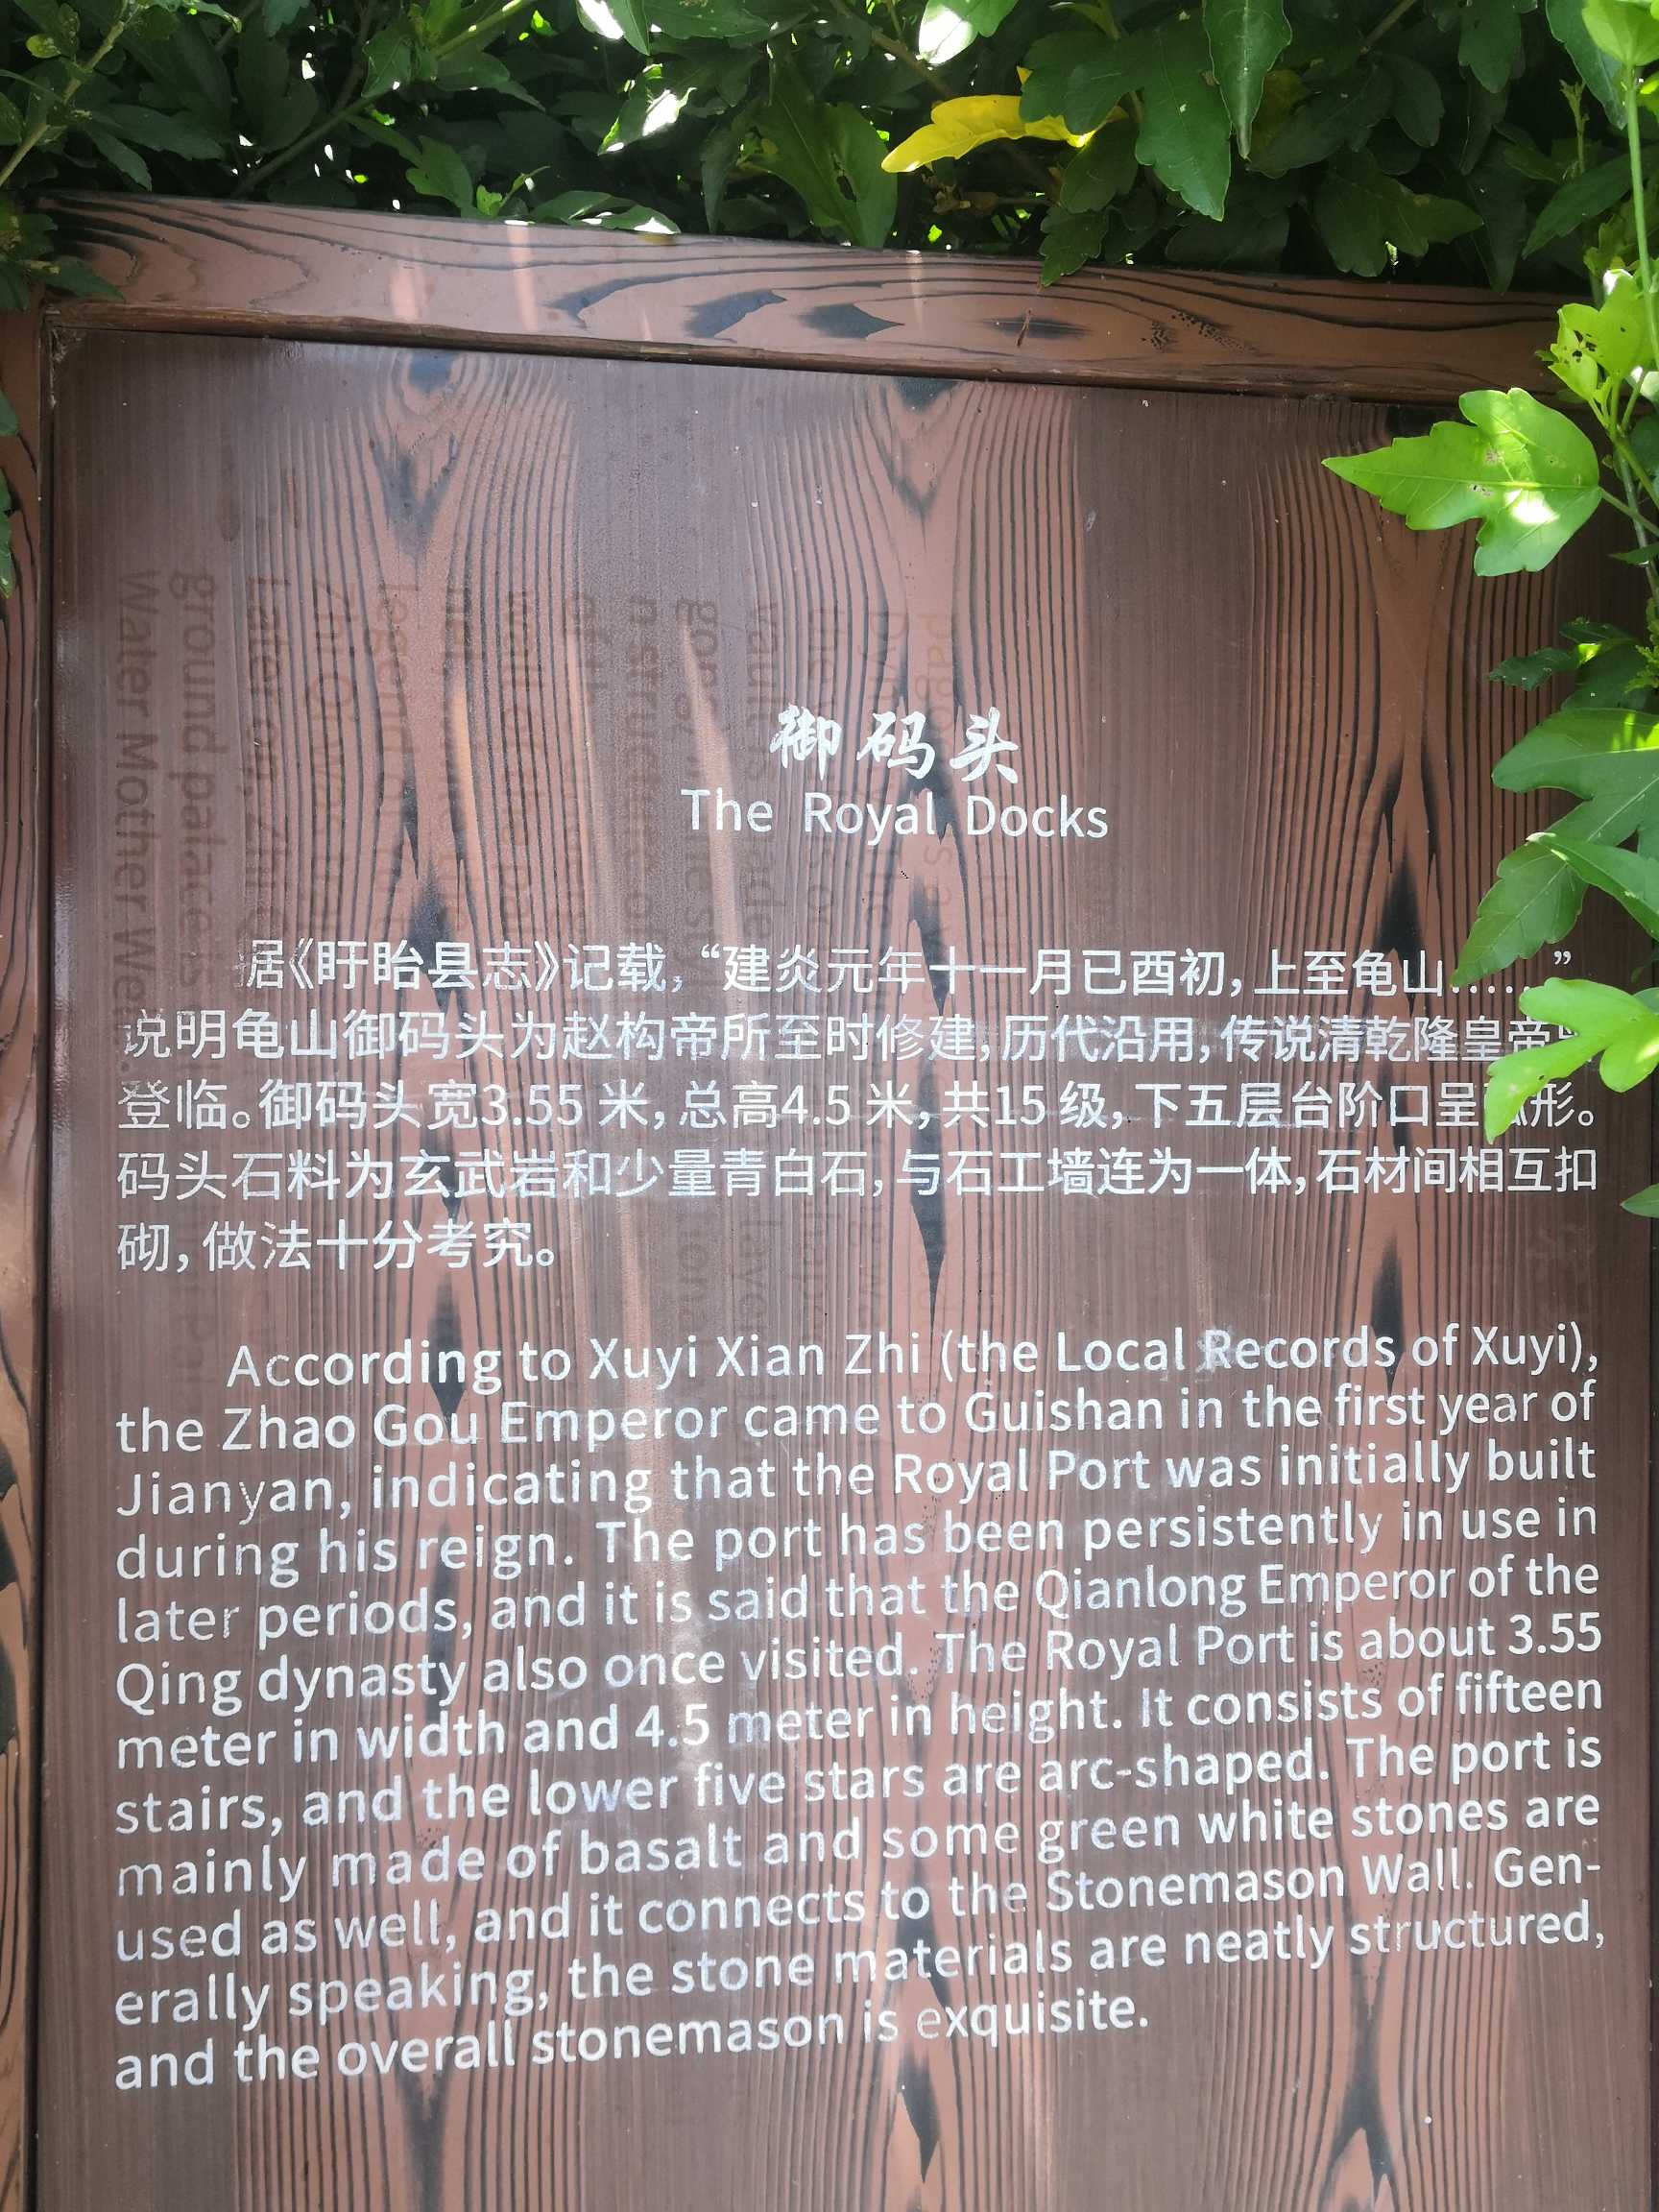 御码头
The Royal Docks
据《盱眙县志》记载，“建炎元年十一月已酉初，上至龟山……”
说明龟山御码头为赵构帝所至时修建，历代沿用，传说清乾隆皇帝
登临。御码头宽3.55 米，总高4.5 米，共15 级，下五层台阶口呈 形。
码头石料为玄武岩和少量青白石，与石工墙连为一体，石材间相互扣
砌，做法十分考究。
According to Xuyi Xian Zhi (the Local Records of Xuyi),
the Zhao Gou Emperor came to Guishan in the first year of
Jianyan, indicating that the Royal Port was initially built
during his reign. The port has been persistently in use in
later periods, and it is said that the Qianlong Emperor of the
Qing dynasty also once visited. The Royal Port is about 3.55
meter in width and 4.5 meter in height. It consists of fifteen
stairs, and the lower five stars are arc-shaped. The port is
mainly made of basalt and some green white stones are
used as well, and it connects to the Stonemason Wall. Gen-
erally speaking, the stone materials are neatly structured,
and the overall stonemason is exquisite.